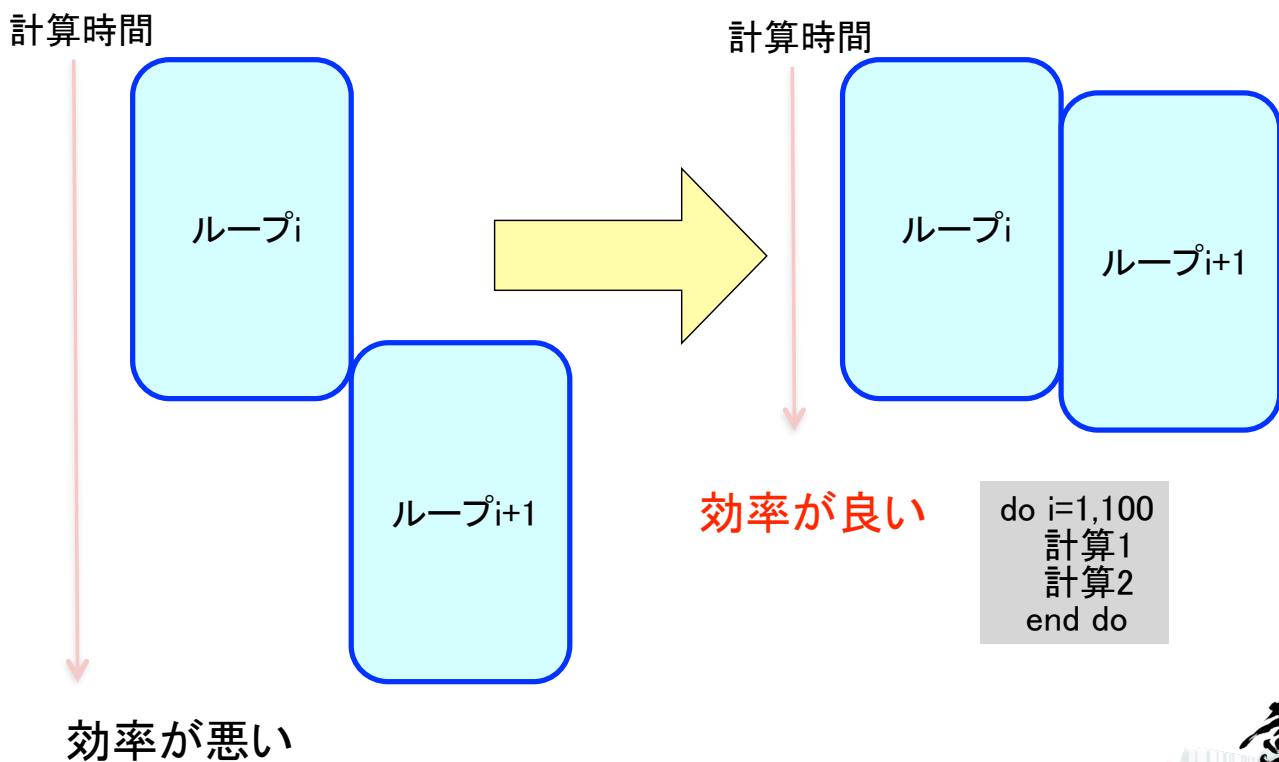 計算時間
ループi
ループi+1
効率が悪い
計算時間
ループi
ループi+1
効率が良い
do i=1,100
計算1
計算2
end do